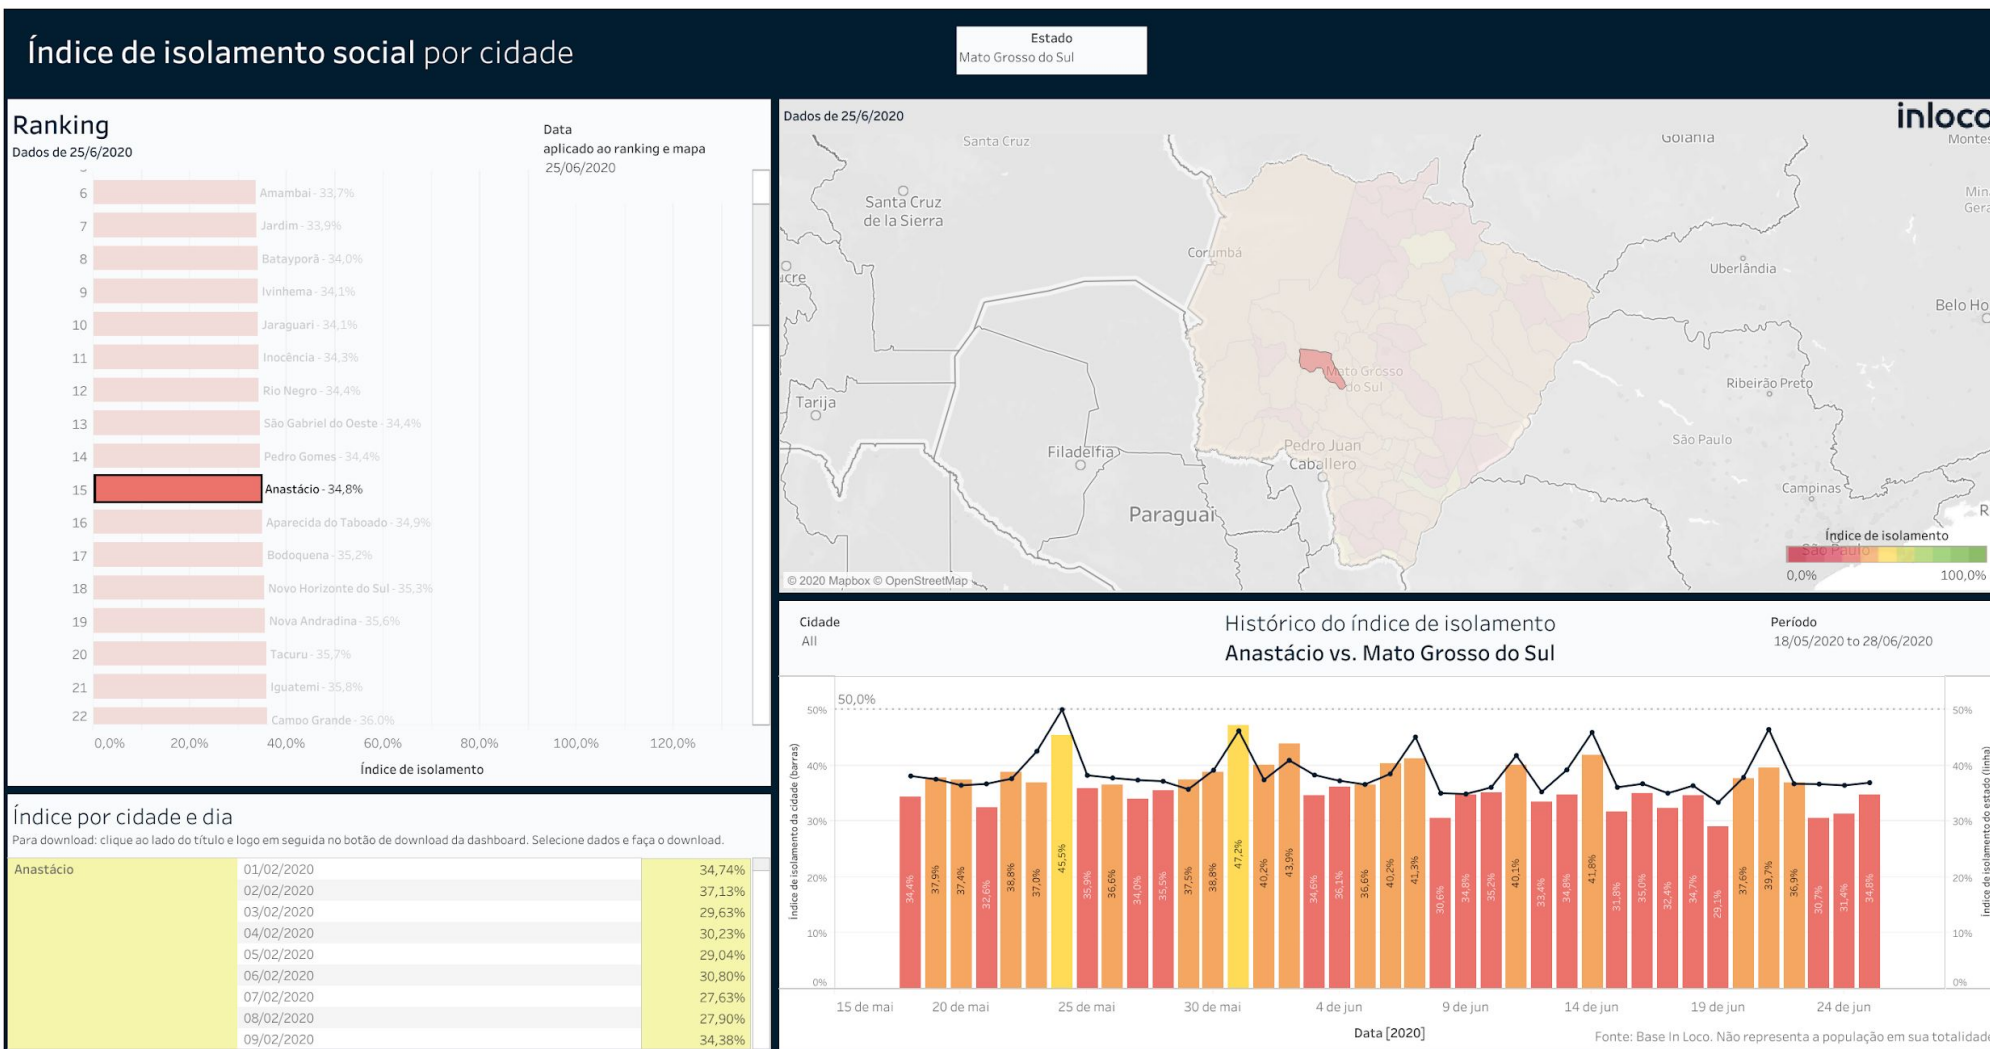 Índice de isolamento social por cidade
Estado
Mato Grosso do Sul
Ranking
Dados de 25/6/2020
Data
aplicado ao ranking e mapa
25/06/2020
6 Amambai - 33,7%
7 Jardim - 33,9%
8 Batayporã - 34,0%
9 Ivinhema - 34,1%
10 Jaraguari - 34,1%
11 Inocência - 34,3%
12 Rio Negro - 34,4%
13 São Gabriel do Oeste - 34,4%
14 Pedro Gomes - 34,4%
15 Anastácio - 34,8%
16 Aparecida do Taboado - 34,9%
17 Bodoquena - 35,2%
18 Novo Horizonte do Sul - 35,3%
19 Nova Andradina - 35,6%
20 Tacuru - 35,7%
21 Iguatemi - 35,8%
22 Campo Grande - 36,0%
0,0% 20,0% 40,0% 60,0% 80,0% 100,0% 120,0%
Índice de isolamento
Índice por cidade e dia
Para download: clique ao lado do título e logo em seguida no botão de download da dashboard. Selecione dados e faça o download.
Anastácio 01/02/2020 34,74%
02/02/2020 37,13%
03/02/2020 29,63%
04/02/2020 30,23%
05/02/2020 29,04%
06/02/2020 30,80%
07/02/2020 27,63%
08/02/2020 27,90%
09/02/2020 34,38%
Dados de 25/6/2020
inloco
Santa Cruz
Goiânia
Montes
Santa Cruz
de la Sierra
Min
Gera
Corumbá
Uberlândia
ucre
Belo Ho
Mato Grosso
do Sul
Ribeirão Preto
Tarija
São Paulo
Filadélfia
Pedro Juan
Caballero
Campinas
Paraguai
R
Índice de isolamento
São Paulo
0,0% 100,0%
© 2020 Mapbox © OpenStreetMap
Cidade
All
Histórico do índice de isolamento
Anastácio vs. Mato Grosso do Sul
Período
18/05/2020 to 28/06/2020
50,0%
50%
40%
30%
20%
10%
0%
Índice de isolamento da cidade (barras)
34,4% 37,9% 37,4% 32,6% 38,8% 37,0% 45,5% 35,9% 36,6% 34,0% 35,5% 37,5% 38,8% 47,2% 40,2% 43,9% 34,6% 36,1% 36,6% 40,2% 41,3% 30,6% 34,8% 35,2% 40,1% 33,4% 34,8% 41,8% 31,8% 35,0% 32,4% 34,7% 29,1% 37,6% 39,7% 36,9% 30,7% 31,4% 34,8%
50%
40%
30%
20%
10%
0%
Índice de isolamento do estado (linha)
15 de mai 20 de mai 25 de mai 30 de mai 4 de jun 9 de jun 14 de jun 19 de jun 24 de jun
Data [2020]
Fonte: Base In Loco. Não representa a população em sua totalidade